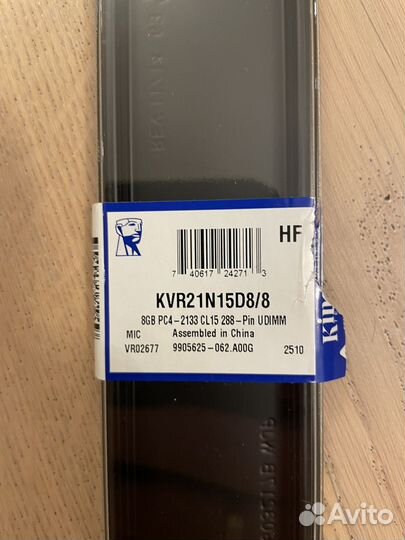 HF
7 40617 24271 3
KVR21N15D8/8
8GB PC4-2133 CL15 288-Pin UDIMM
MIC Assembled in China
VR02677 9905625-062.A00G 2510
Kin
Avito